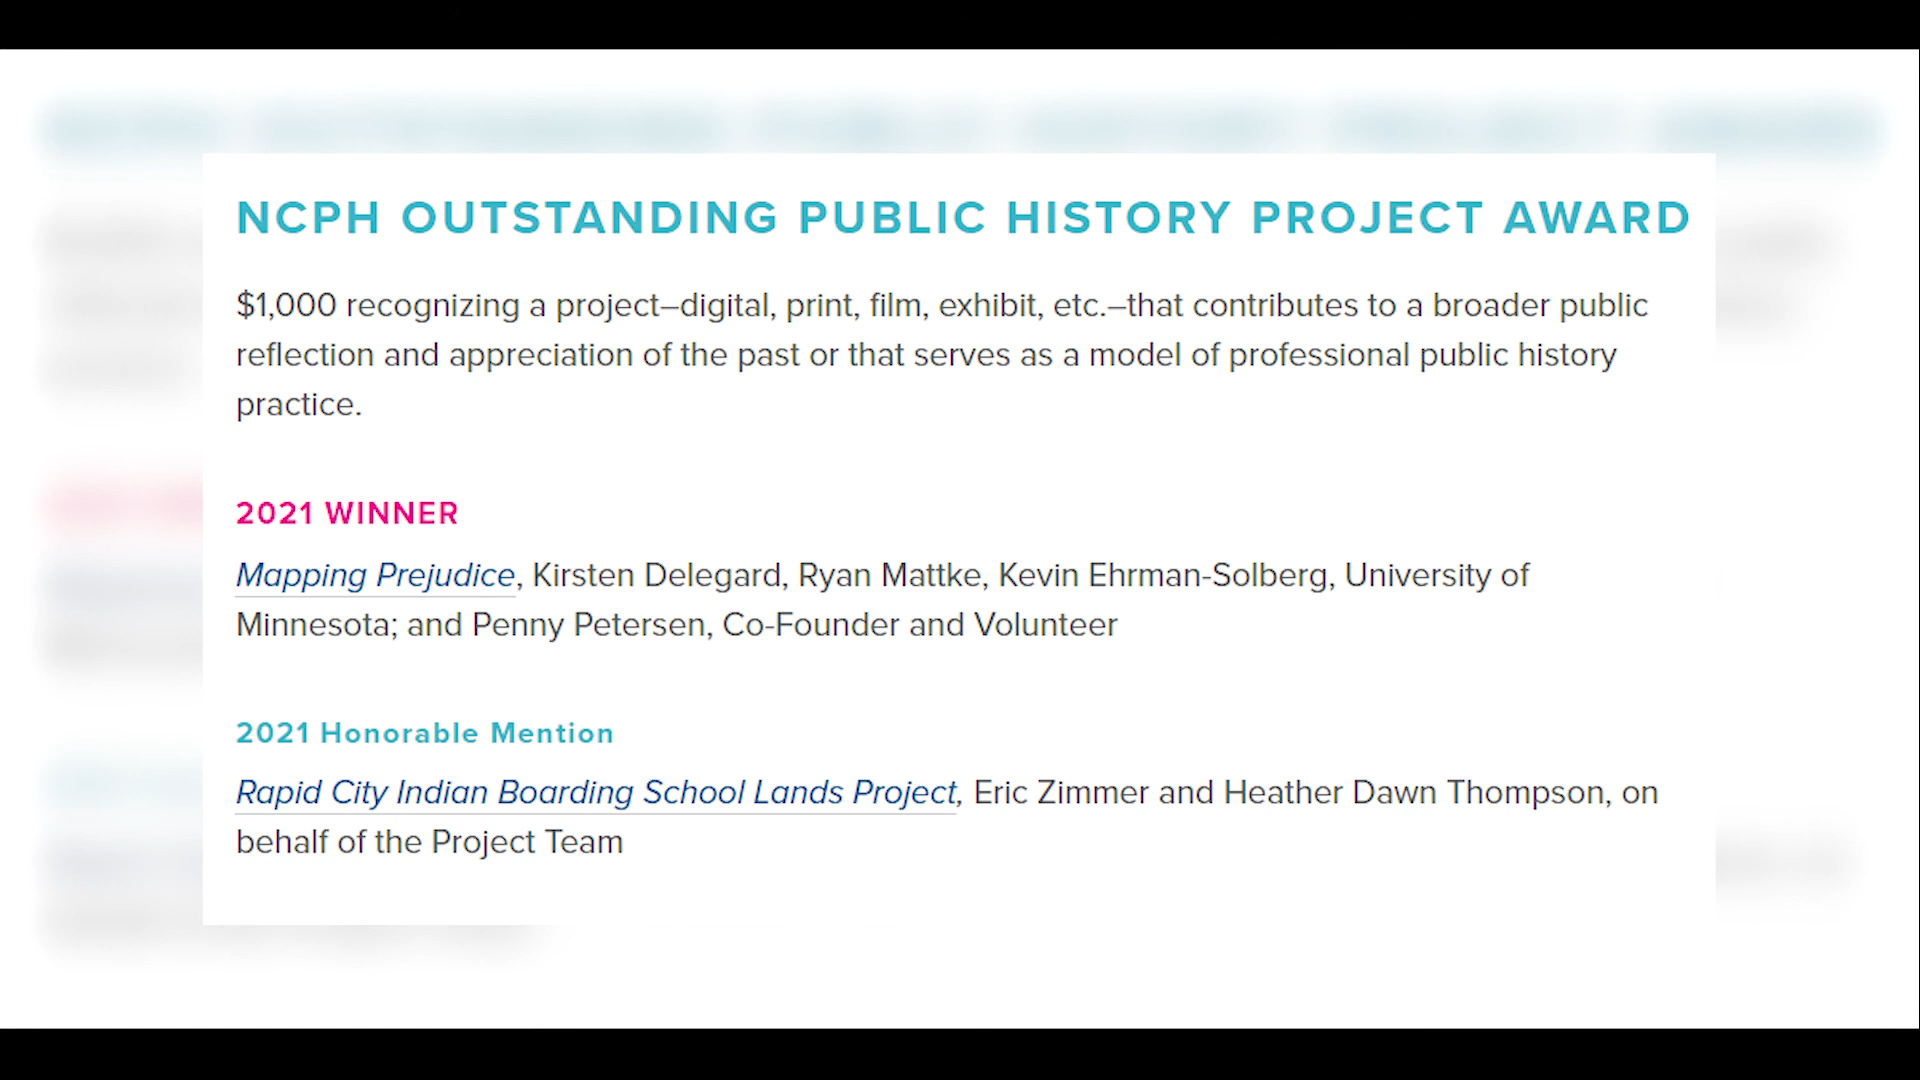 NCPH OUTSTANDING PUBLIC HISTORY PROJECT AWARD
$1,000 recognizing a project–digital, print, film, exhibit, etc.–that contributes to a broader public
reflection and appreciation of the past or that serves as a model of professional public history
practice.
2021 WINNER
Mapping Prejudice, Kirsten Delegard, Ryan Mattke, Kevin Ehrman-Solberg, University of
Minnesota; and Penny Petersen, Co-Founder and Volunteer
2021 Honorable Mention
Rapid City Indian Boarding School Lands Project, Eric Zimmer and Heather Dawn Thompson, on
behalf of the Project Team